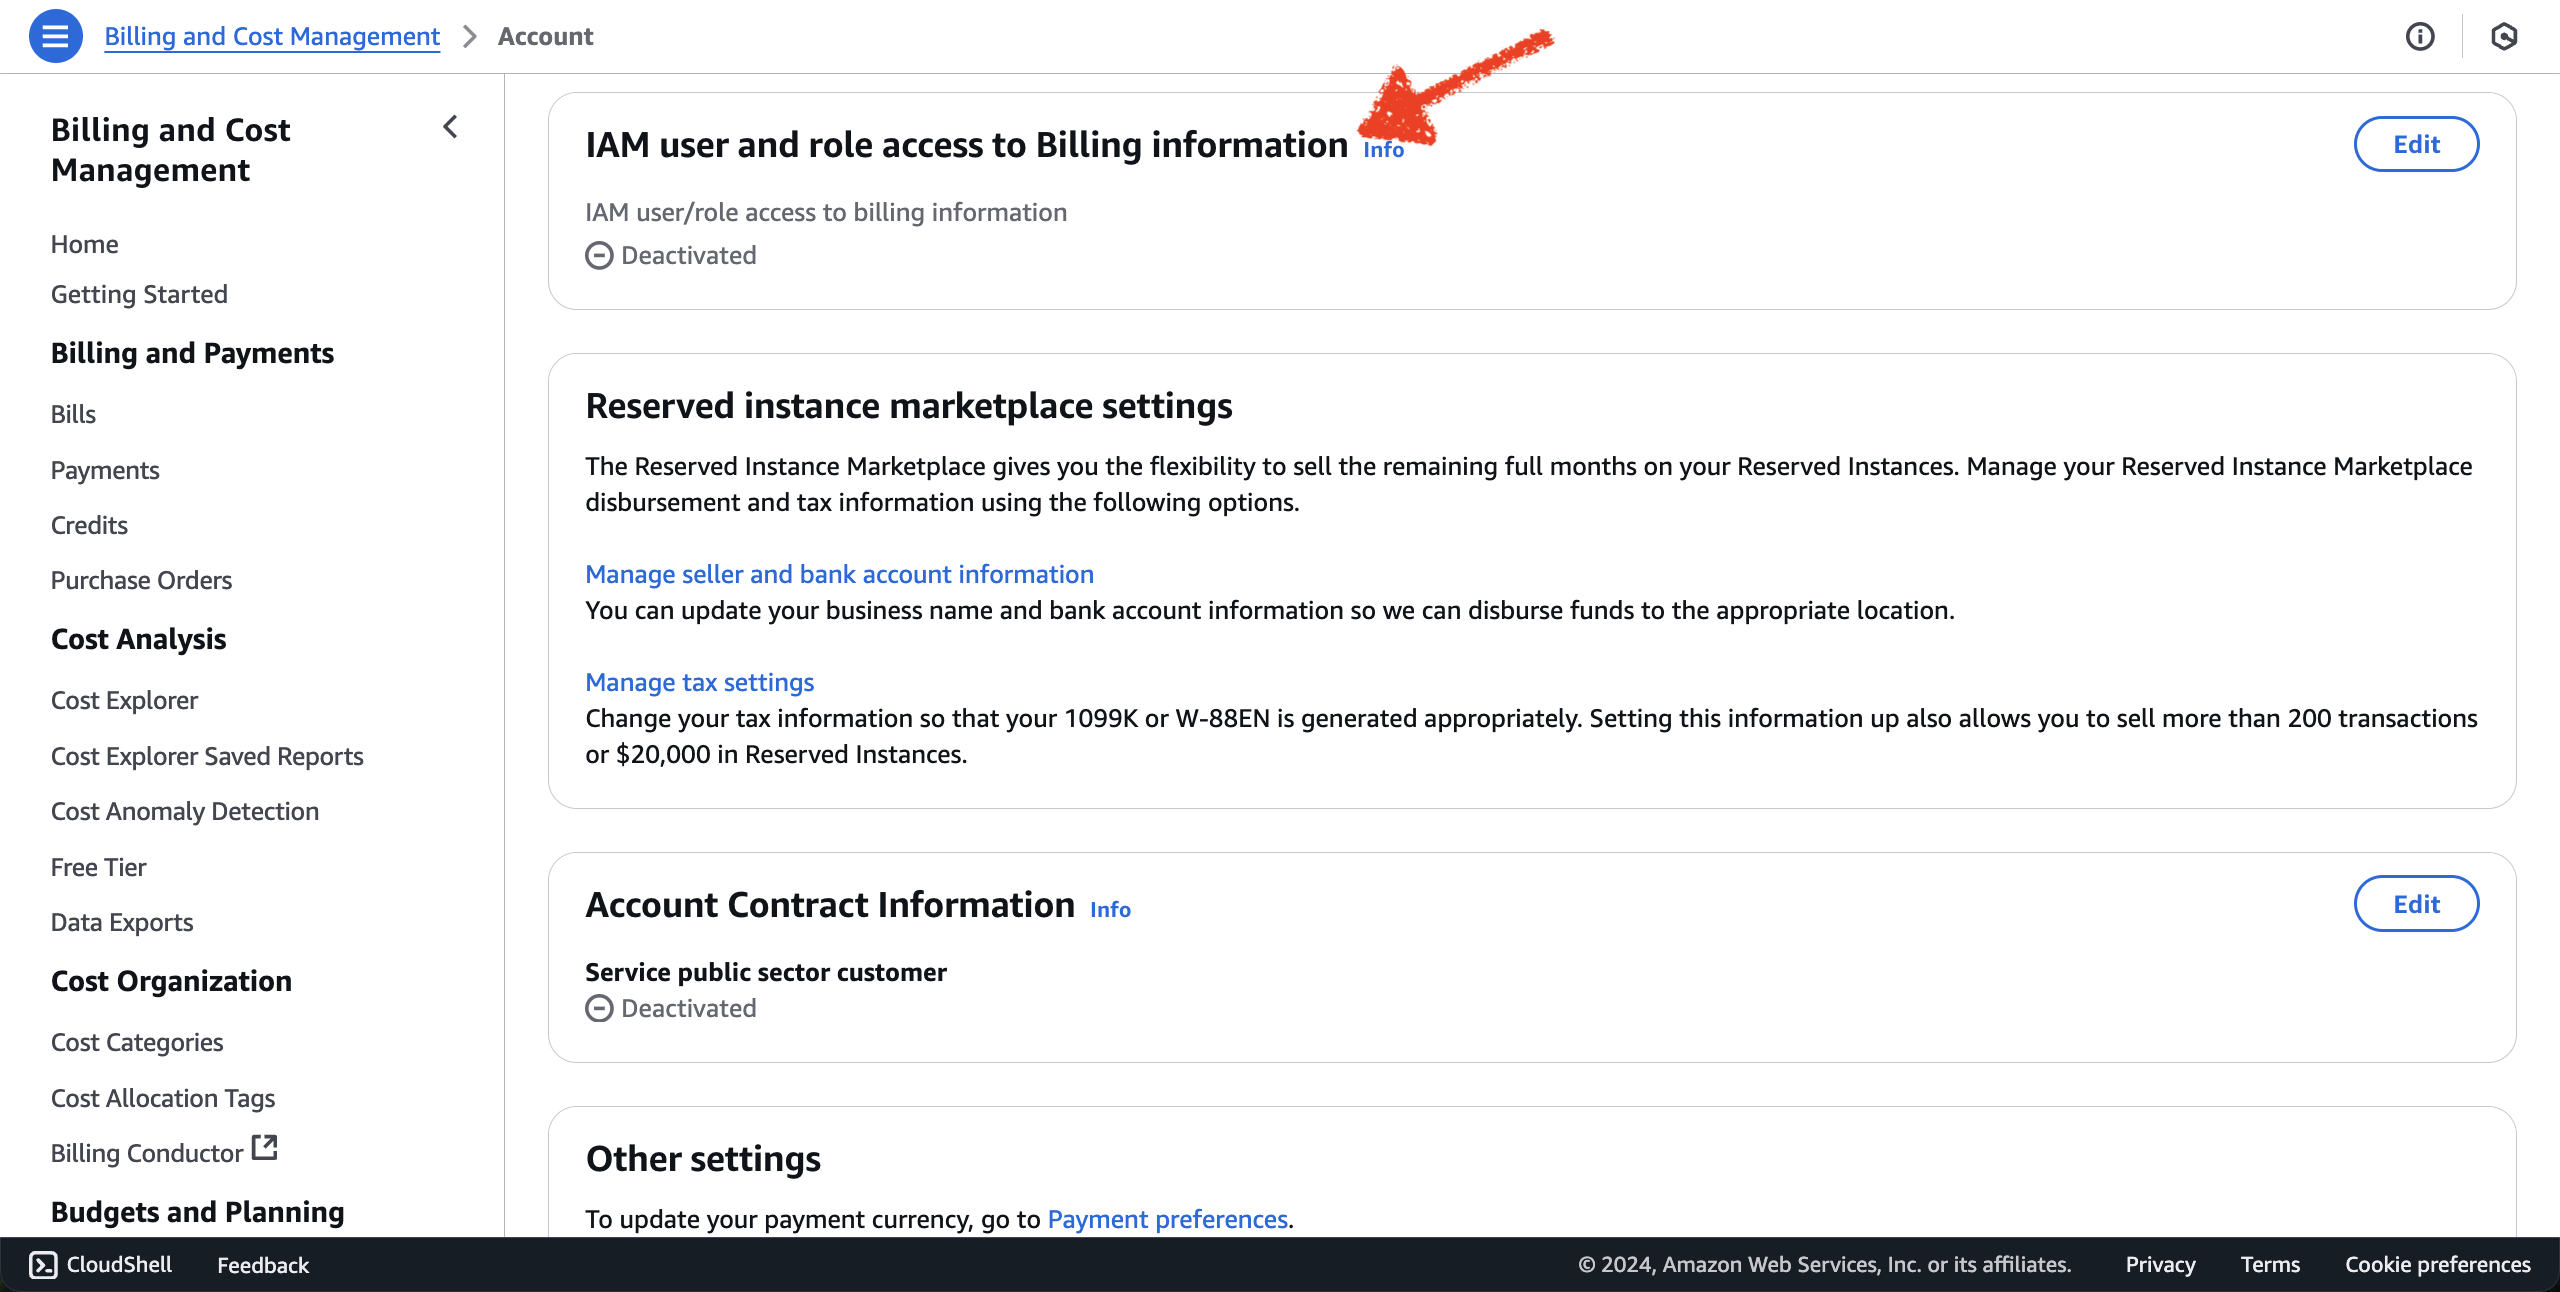 Billing and Cost Management > Account
Billing and Cost
Management
Home
Getting Started
Billing and Payments
Bills
Payments
Credits
Purchase Orders
Cost Analysis
Cost Explorer
Cost Explorer Saved Reports
Cost Anomaly Detection
Free Tier
Data Exports
Cost Organization
Cost Categories
Cost Allocation Tags
Billing Conductor
Budgets and Planning
IAM user and role access to Billing information Info
Edit
IAM user/role access to billing information
Deactivated
Reserved instance marketplace settings
The Reserved Instance Marketplace gives you the flexibility to sell the remaining full months on your Reserved Instances. Manage your Reserved Instance Marketplace
disbursement and tax information using the following options.
Manage seller and bank account information
You can update your business name and bank account information so we can disburse funds to the appropriate location.
Manage tax settings
Change your tax information so that your 1099K or W-88EN is generated appropriately. Setting this information up also allows you to sell more than 200 transactions
or $20,000 in Reserved Instances.
Account Contract Information Info
Edit
Service public sector customer
Deactivated
Other settings
To update your payment currency, go to Payment preferences.
CloudShell Feedback © 2024, Amazon Web Services, Inc. or its affiliates. Privacy Terms Cookie preferences